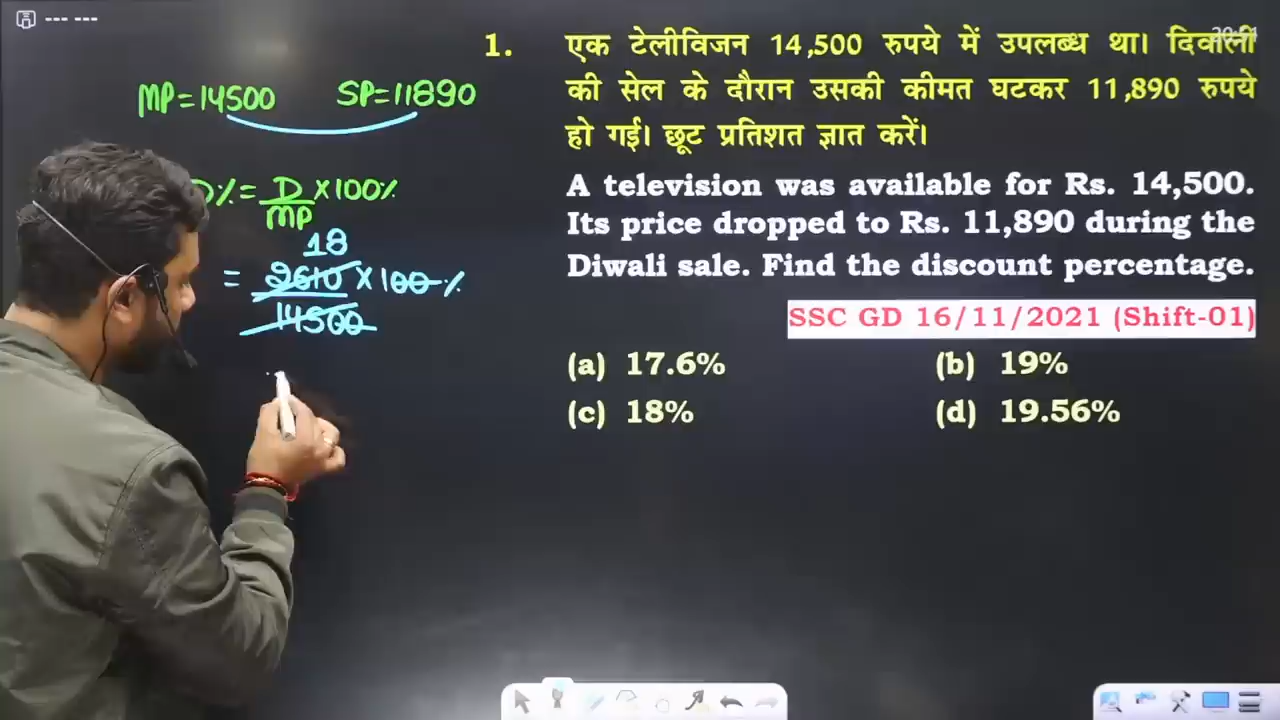 MP=14500 SP=11890
D%= D/MP ×100%
18
= 2610/14500 ×100%
1. एक टेलीविजन 14,500 रुपये में उपलब्ध था। दिवाली
की सेल के दौरान उसकी कीमत घटकर 11,890 रुपये
हो गई। छूट प्रतिशत ज्ञात करें।
A television was available for Rs. 14,500.
Its price dropped to Rs. 11,890 during the
Diwali sale. Find the discount percentage.
SSC GD 16/11/2021 (Shift-01)
(a) 17.6% (b) 19%
(c) 18% (d) 19.56%